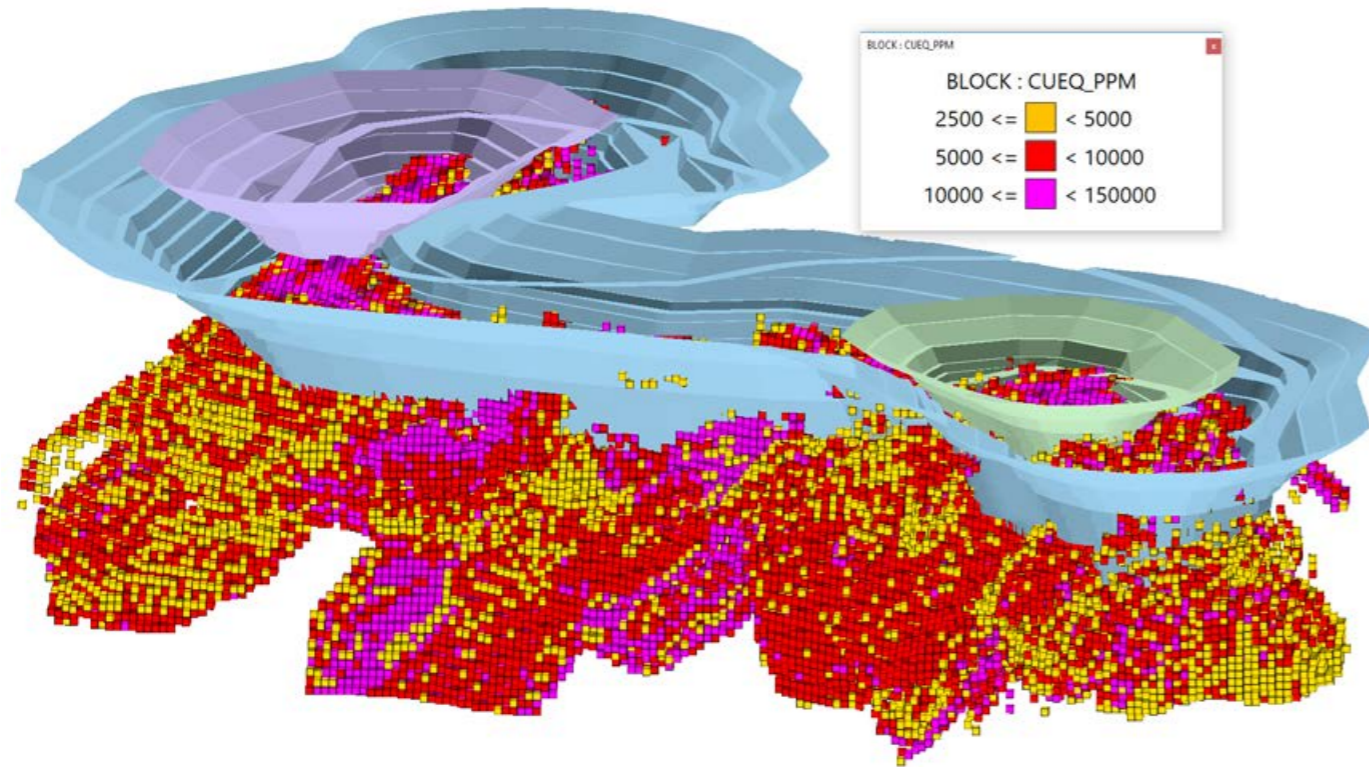 BLOCK : CUEQ_PPM
x
BLOCK : CUEQ_PPM
2500 <= < 5000
5000 <= < 10000
10000 <= < 150000